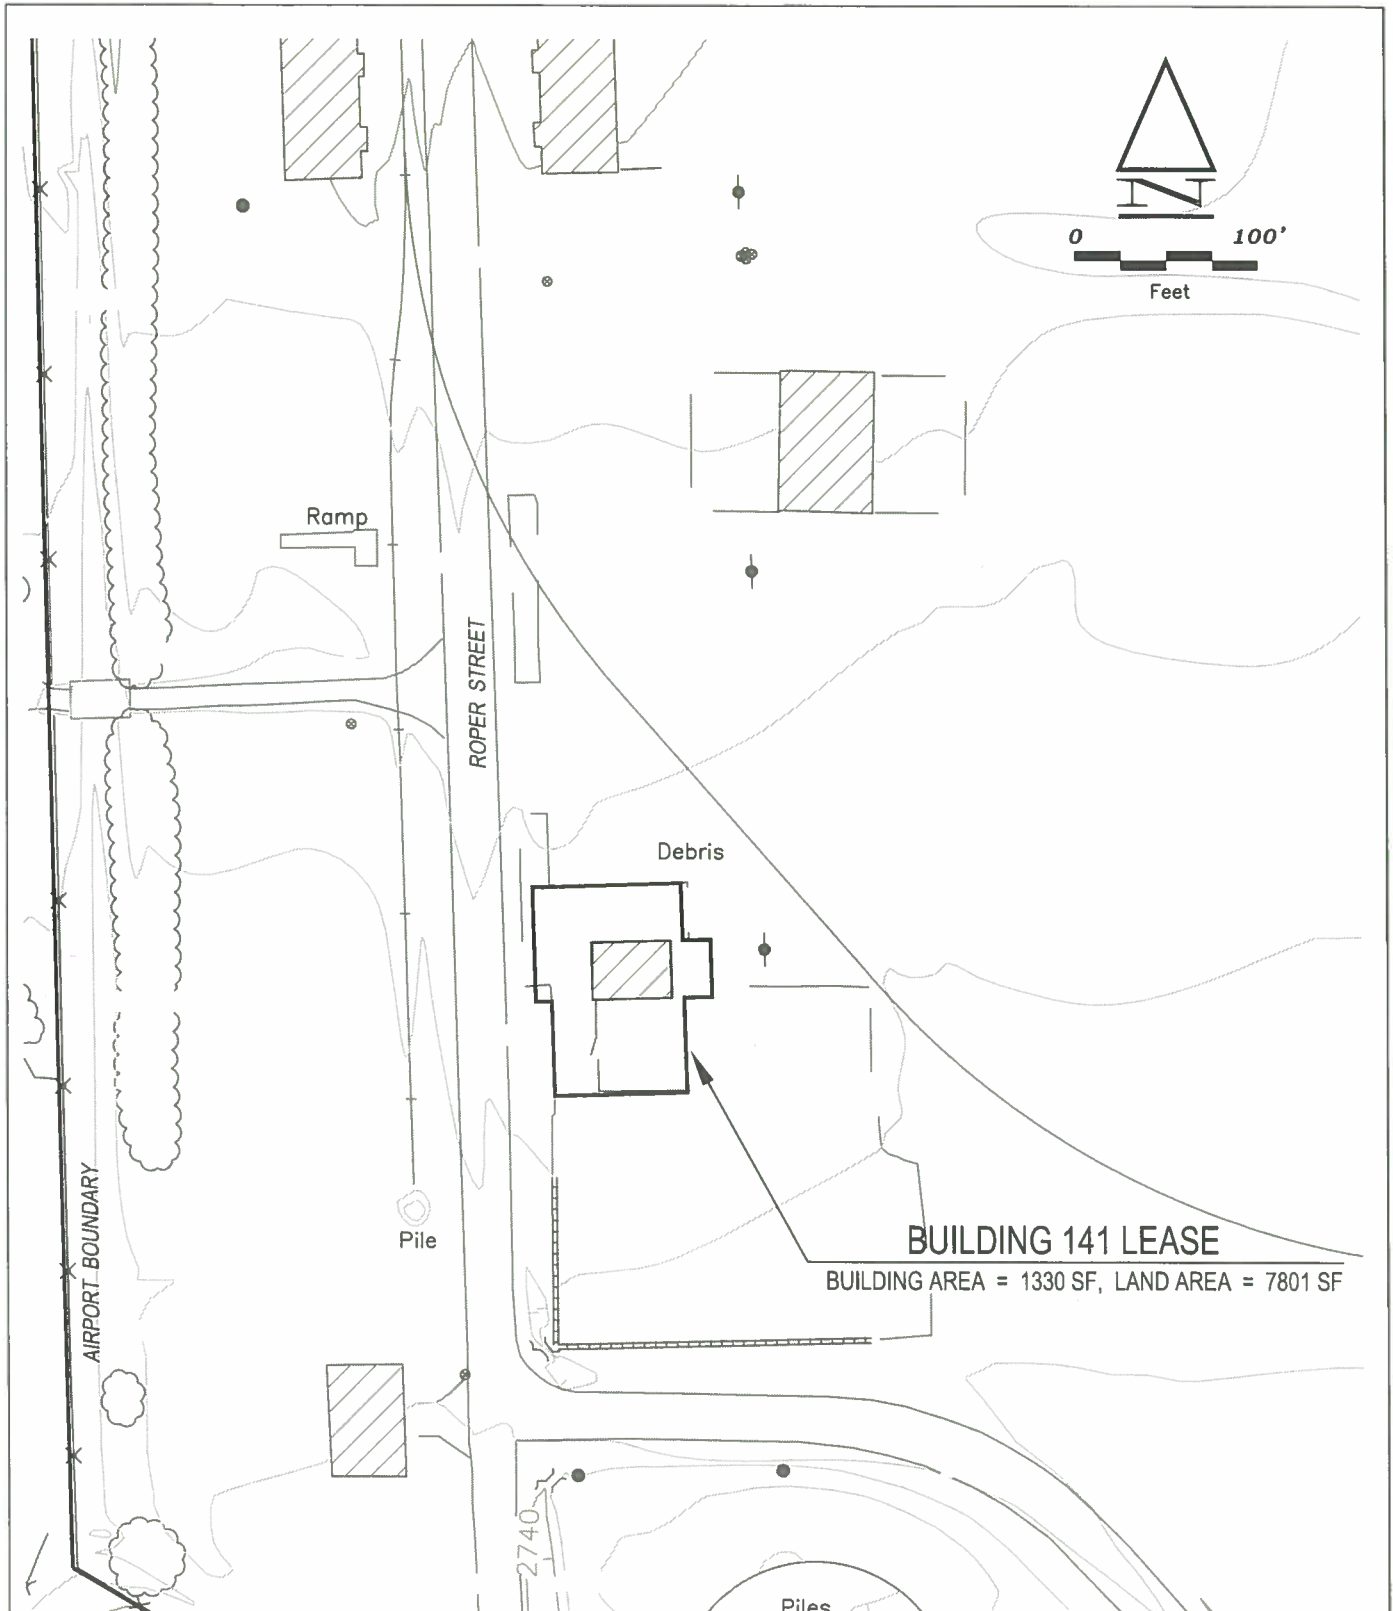 N
0 100'
Feet
Ramp
ROPER STREET
Debris
AIRPORT BOUNDARY
Pile
BUILDING 141 LEASE
BUILDING AREA = 1330 SF, LAND AREA = 7801 SF
2740
Piles